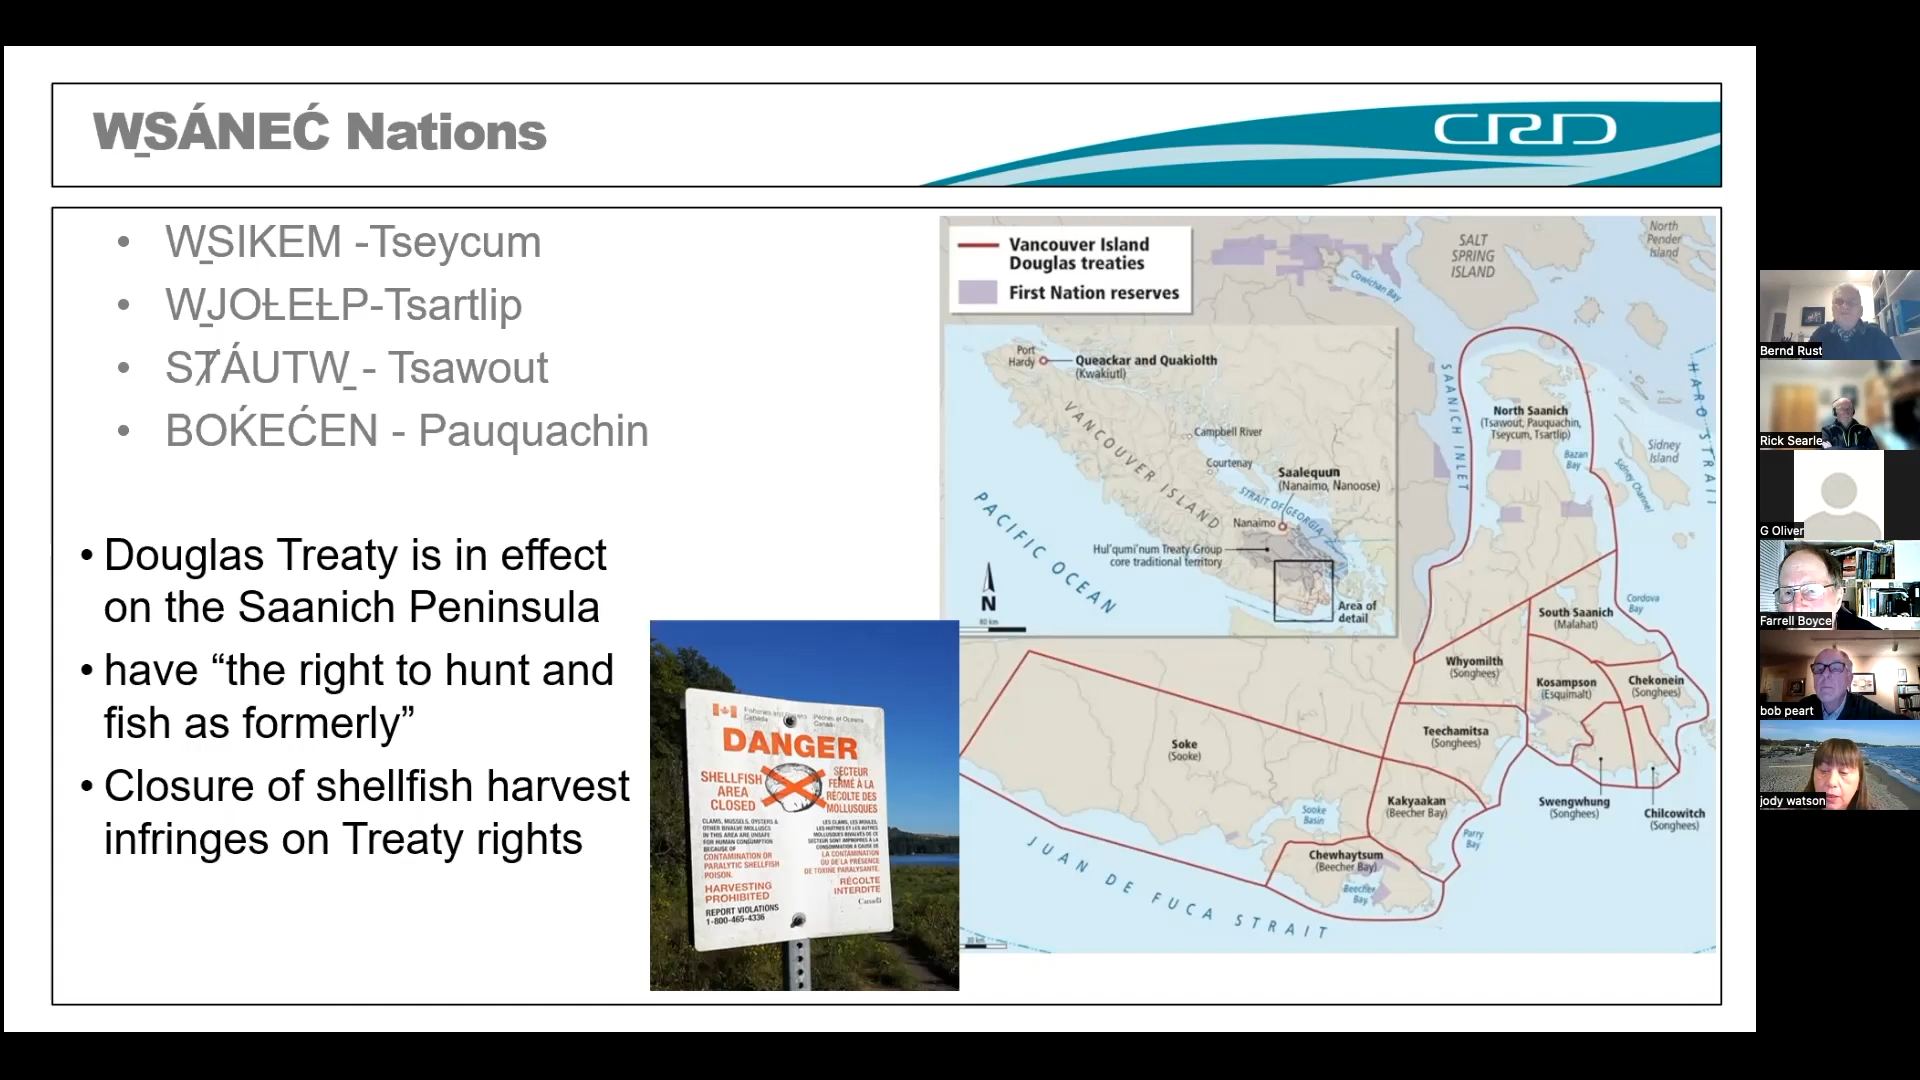 W̱SÁNEĆ Nations
CRD
• W̱SIKEM -Tseycum
• W̱JOȽEȽP-Tsartlip
• SȾÁUTW̱ - Tsawout
• BOḰEĆEN - Pauquachin
• Douglas Treaty is in effect
on the Saanich Peninsula
• have “the right to hunt and
fish as formerly”
• Closure of shellfish harvest
infringes on Treaty rights
Fisheries and Oceans
Canada
Pêches et Océans
Canada
DANGER
SHELLFISH
AREA
CLOSED
SECTEUR
FERMÉ À LA
RÉCOLTE DES
MOLLUSQUES
CLAMS, MUSSELS, OYSTERS &
OTHER BIVALVE MOLLUSCS
IN THIS AREA ARE UNSAFE
FOR HUMAN CONSUMPTION
BECAUSE OF
CONTAMINATION OR
PARALYTIC SHELLFISH
POISON.
LES CLAMS, LES MOULES,
LES HUÎTRES ET LES AUTRES
MOLLUSQUES BIVALVES DE CE
SECTEUR SONT IMPROPRES À LA
CONSOMMATION À CAUSE DE
LA CONTAMINATION
OU DE LA PRÉSENCE
DE TOXINE PARALYSANTE.
HARVESTING
PROHIBITED
RÉCOLTE
INTERDITE
REPORT VIOLATIONS
1-800-465-4336
Canada
Vancouver Island
Douglas treaties
First Nation reserves
Port
Hardy
Queackar and Quakiolth
(Kwakiutl)
VANCOUVER ISLAND
Campbell River
Courtenay
Saalequun
(Nanaimo, Nanoose)
STRAIT OF GEORGIA
Nanaimo
Hul’qumi’num Treaty Group
core traditional territory
PACIFIC OCEAN
N
80 km
Area of
detail
Cowichan Bay
SALT
SPRING
ISLAND
North
Pender
Island
SAANICH INLET
HARO STRAIT
North Saanich
(Tsawout, Pauquachin,
Tseycum, Tsartlip)
Bazan
Bay
Sidney
Island
Sidney Channel
South Saanich
(Malahat)
Cordova
Bay
Whyomilth
(Songhees)
Kosampson
(Esquimalt)
Chekonein
(Songhees)
Teechamitsa
(Songhees)
Soke
(Sooke)
Sooke
Basin
Kakyaakan
(Beecher Bay)
Swengwhung
(Songhees)
Chilcowitch
(Songhees)
Parry
Bay
Chewhaytsum
(Beecher Bay)
Beecher
Bay
JUAN DE FUCA STRAIT
Bernd Rust
Rick Searle
G Oliver
Farrell Boyce
bob peart
jody watson